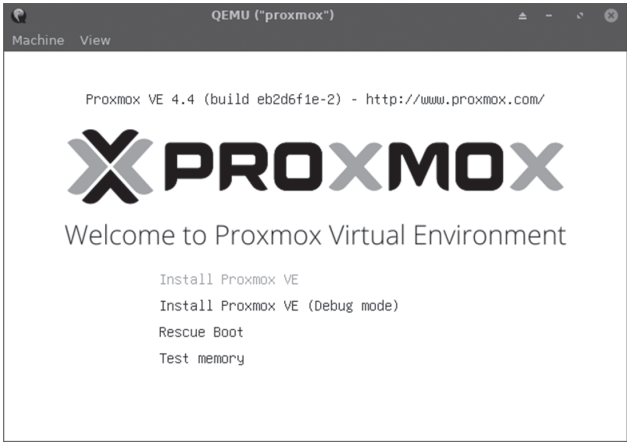 QEMU ("proxmox")
Machine View
Proxmox VE 4.4 (build eb2d6f1e-2) - http://www.proxmox.com/
PROXMOX
Welcome to Proxmox Virtual Environment
Install Proxmox VE
Install Proxmox VE (Debug mode)
Rescue Boot
Test memory